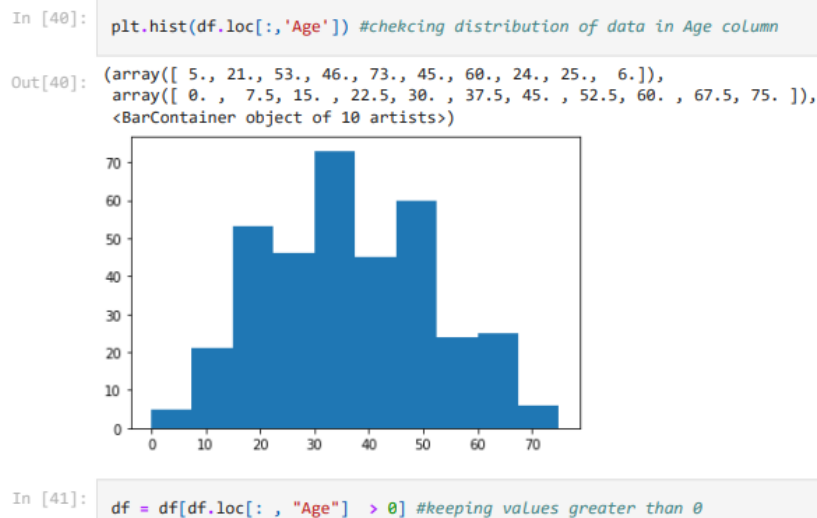 In [40]: plt.hist(df.loc[:,'Age']) #chekcing distribution of data in Age column
Out[40]: (array([ 5., 21., 53., 46., 73., 45., 60., 24., 25.,  6.]),
array([ 0. ,  7.5, 15. , 22.5, 30. , 37.5, 45. , 52.5, 60. , 67.5, 75. ]),
<BarContainer object of 10 artists>)
70
60
50
40
30
20
10
0
0 10 20 30 40 50 60 70
In [41]: df = df[df.loc[: , "Age"]  > 0] #keeping values greater than 0